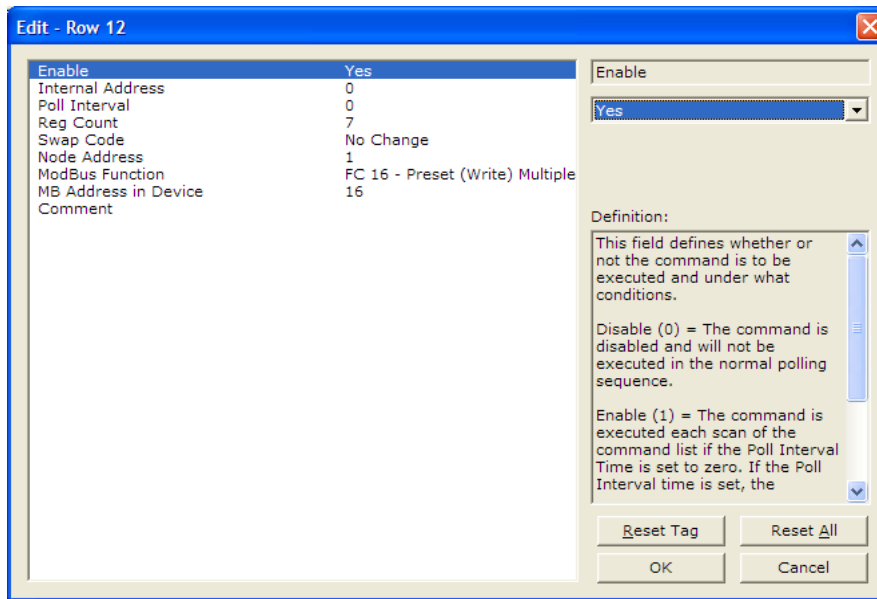 Edit - Row 12
Enable Yes
Internal Address 0
Poll Interval 0
Reg Count 7
Swap Code No Change
Node Address 1
ModBus Function FC 16 - Preset (Write) Multiple
MB Address in Device 16
Comment
Enable
Yes
Definition:
This field defines whether or
not the command is to be
executed and under what
conditions.
Disable (0) = The command is
disabled and will not be
executed in the normal polling
sequence.
Enable (1) = The command is
executed each scan of the
command list if the Poll Interval
Time is set to zero. If the Poll
Interval time is set, the
Reset Tag Reset All
OK Cancel